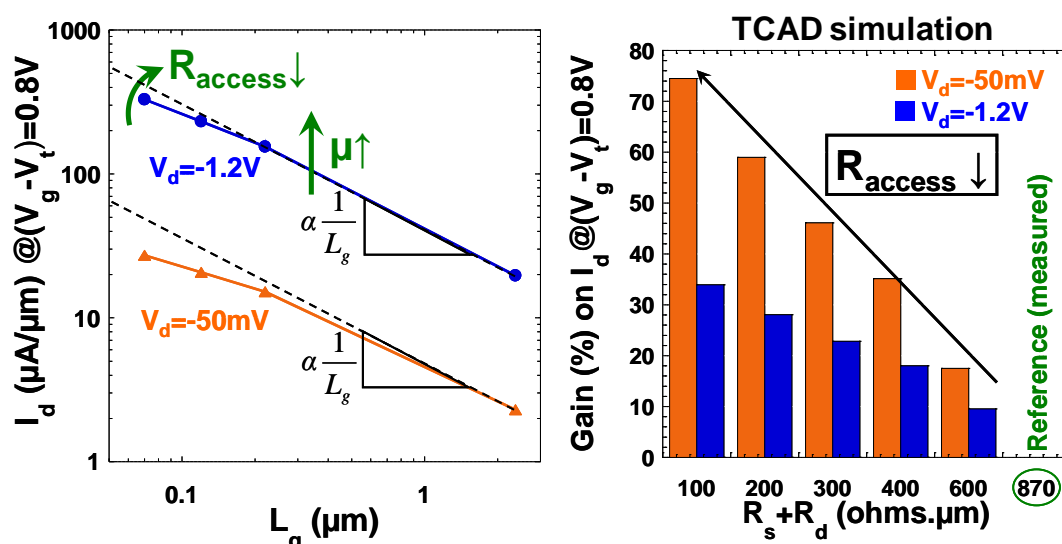 I_d (µA/µm) @(V_g-V_t)=0.8V
1000
100
10
1
R_access↓
µ↑
V_d=-1.2V
α 1/L_g
V_d=-50mV
α 1/L_g
0.1
1
L_g (µm)
TCAD simulation
Gain (%) on I_d@(V_g-V_t)=0.8V
80
70
60
50
40
30
20
10
0
V_d=-50mV
V_d=-1.2V
R_access ↓
Reference (measured)
100 200 300 400 600 870
R_s+R_d (ohms.µm)